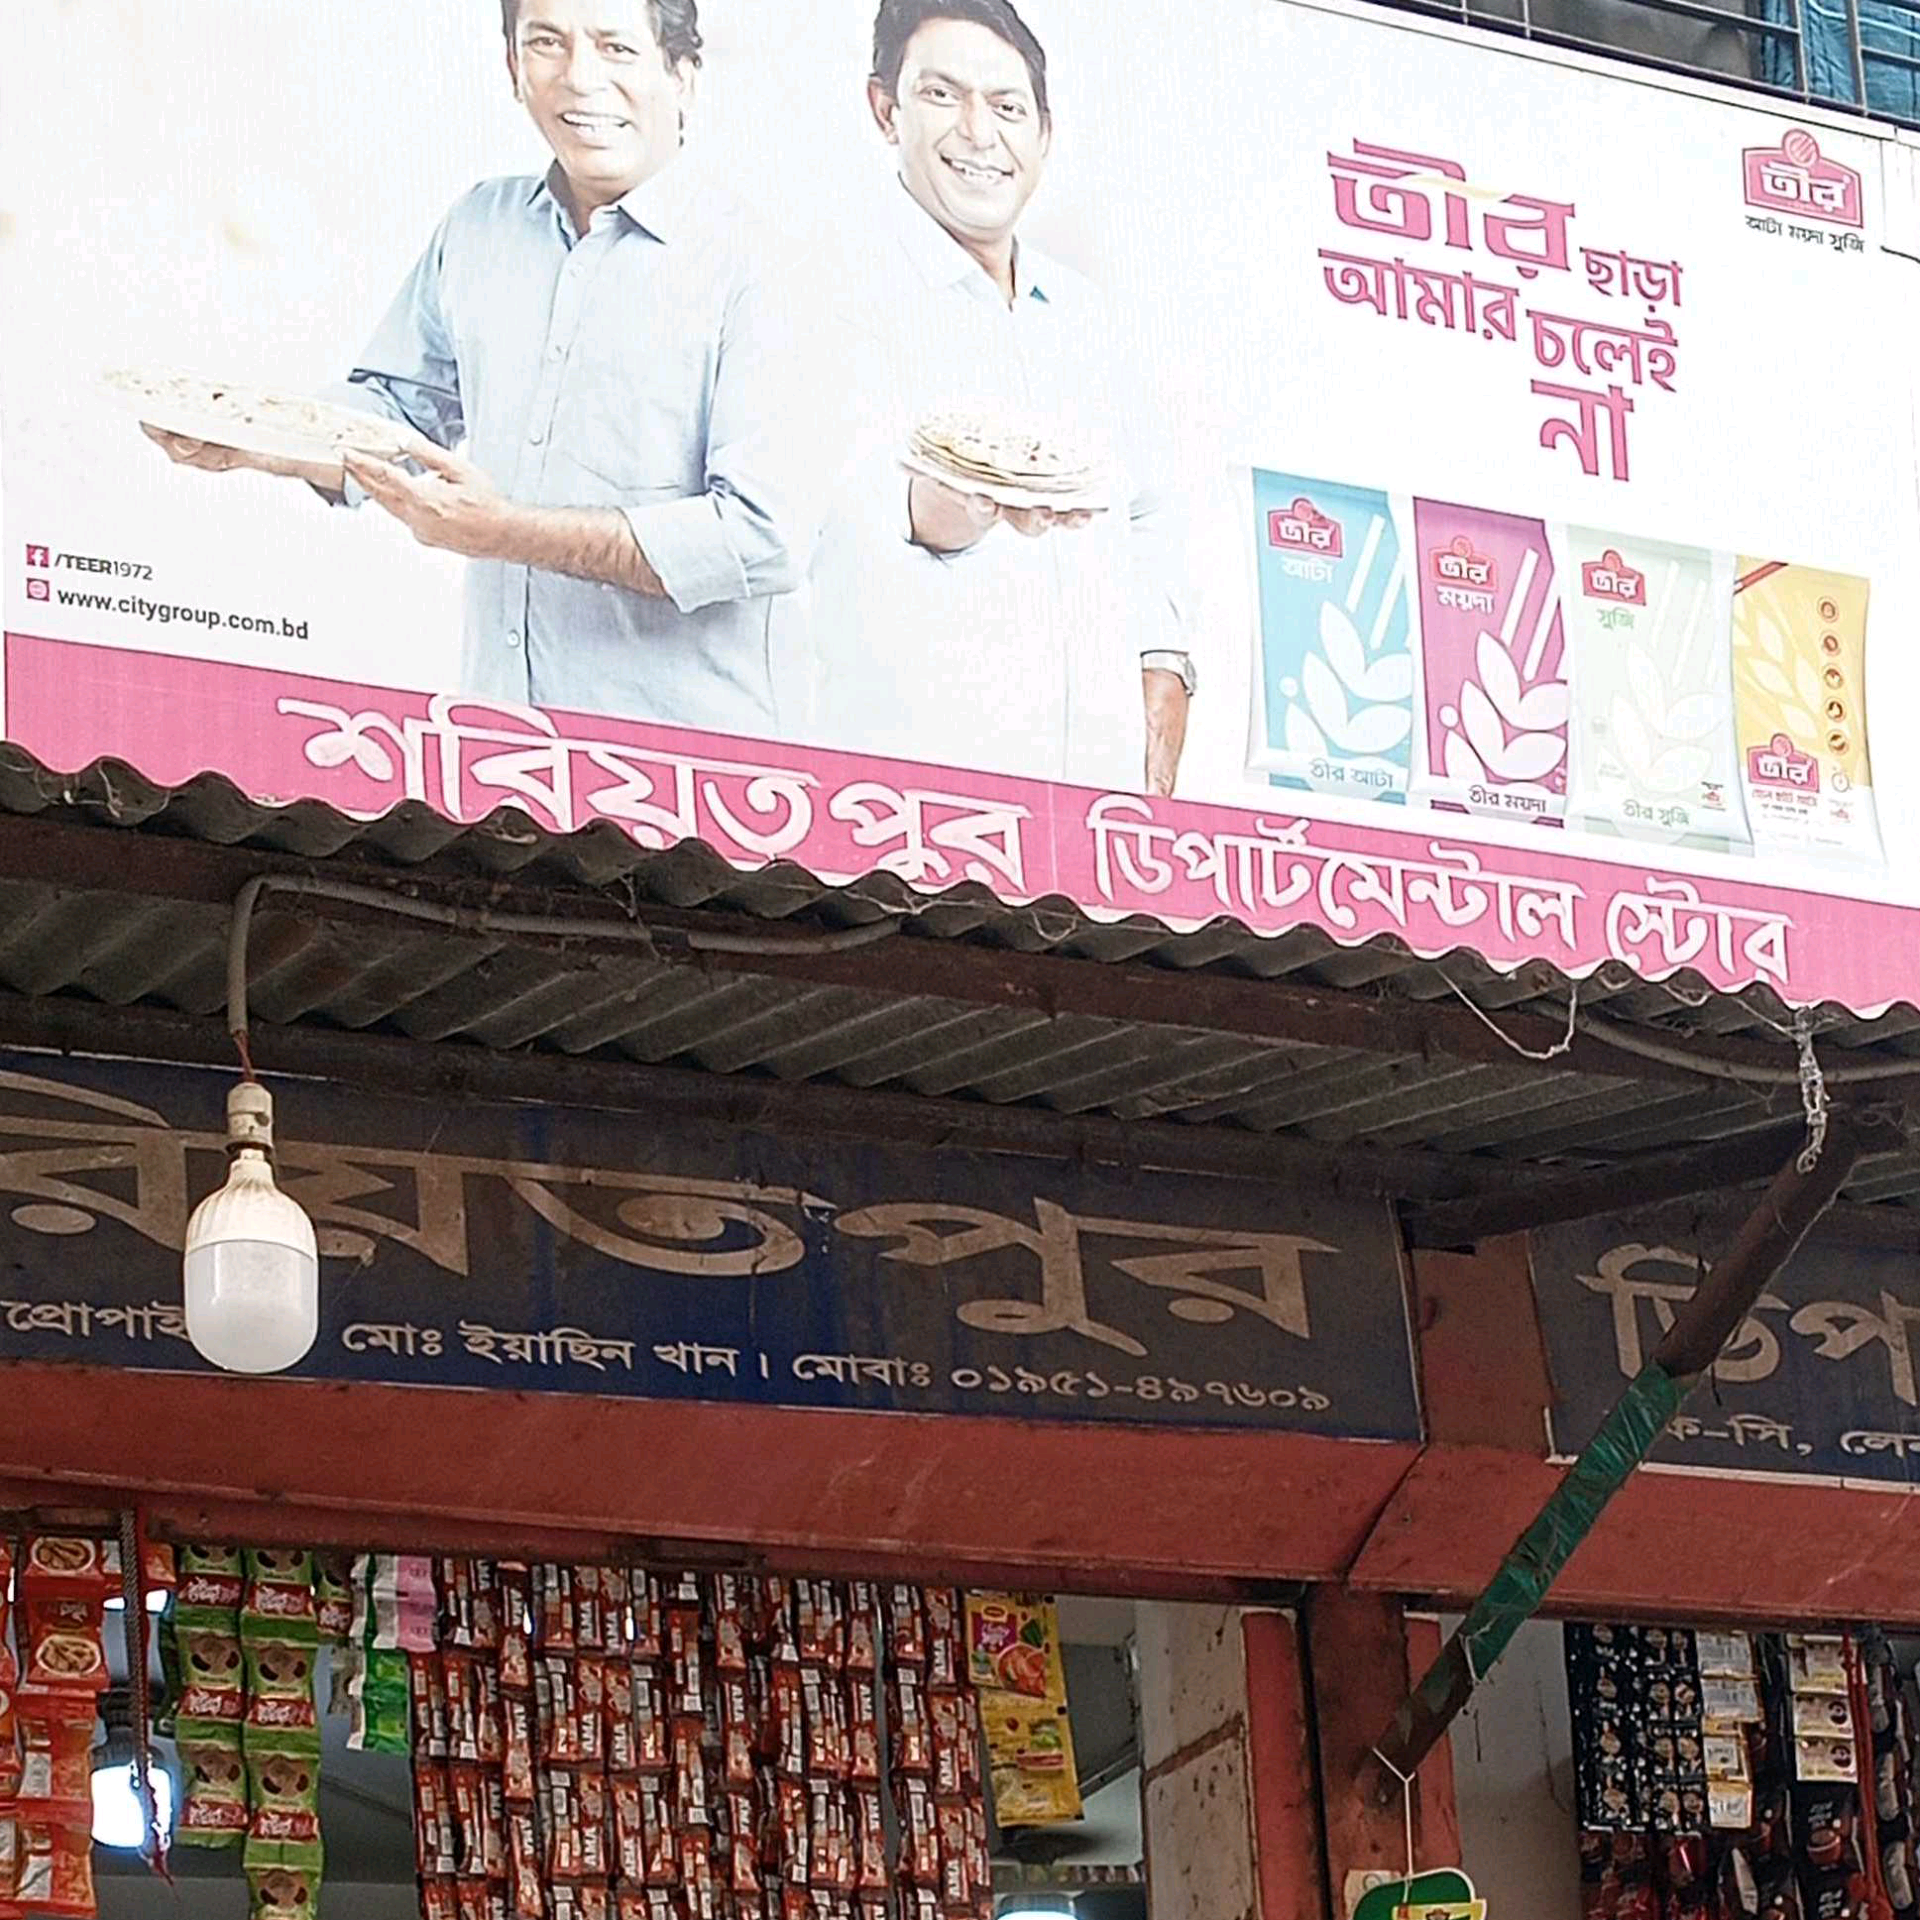 তীর
আটা ময়দা সুজি
তীর ছাড়া
আমার চলেই
না
/TEER1972
www.citygroup.com.bd
তীর
আটা
তীর আটা
তীর
ময়দা
তীর ময়দা
তীর
সুজি
তীর সুজি
তীর
শরিয়তপুর ডিপার্টমেন্টাল স্টোর
রিয়তপুর ডিপ
প্রোপাই মোঃ ইয়াছিন খান। মোবাঃ ০১৯৫১-৪৯৭৬০৯
ক-সি, লে